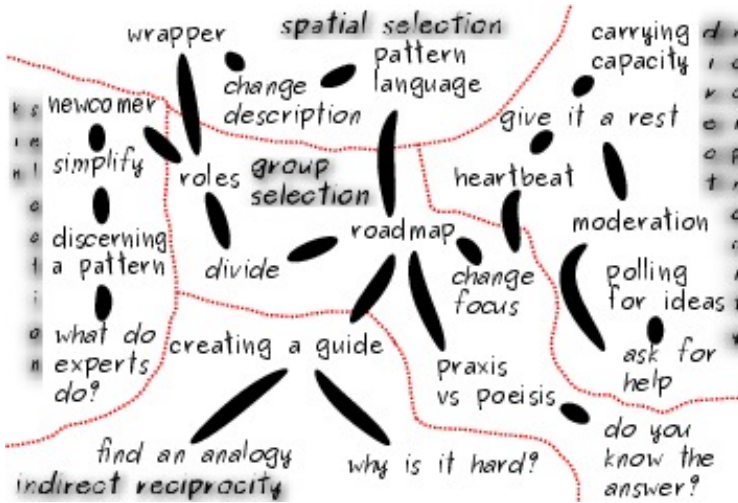 wrapper
spatial selection
pattern
language
carrying
capacity
change
description
newcomer
give it a rest
simplify
roles
group
selection
heartbeat
roadmap
moderation
discerning
a pattern
divide
change
focus
polling
for ideas
what do
experts
do?
creating a guide
praxis
vs poeisis
ask for
help
find an analogy
why is it hard?
do you
know the
answer?
indirect reciprocity